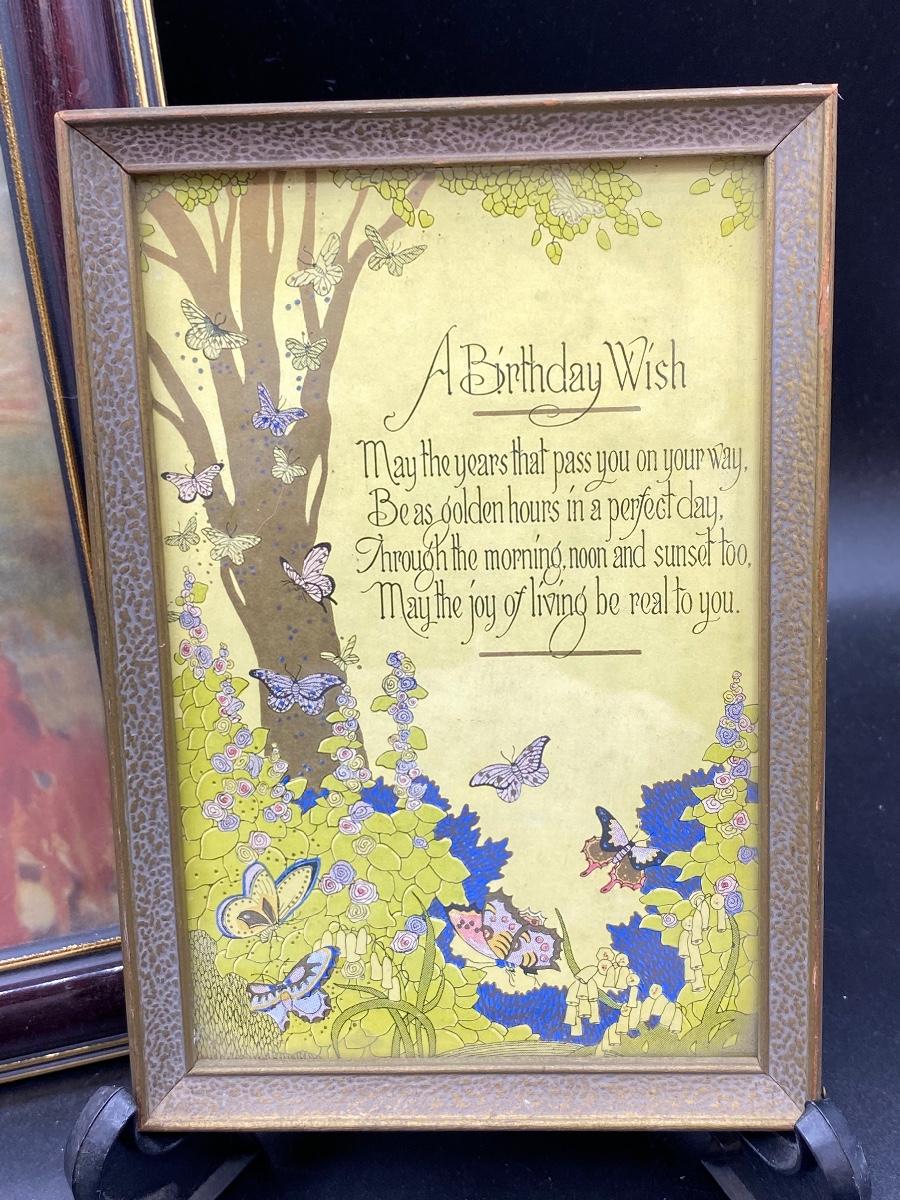 A Birthday Wish
May the years that pass you on your way,
Be as golden hours in a perfect day,
Through the morning, noon and sunset too,
May the joy of living be real to you.